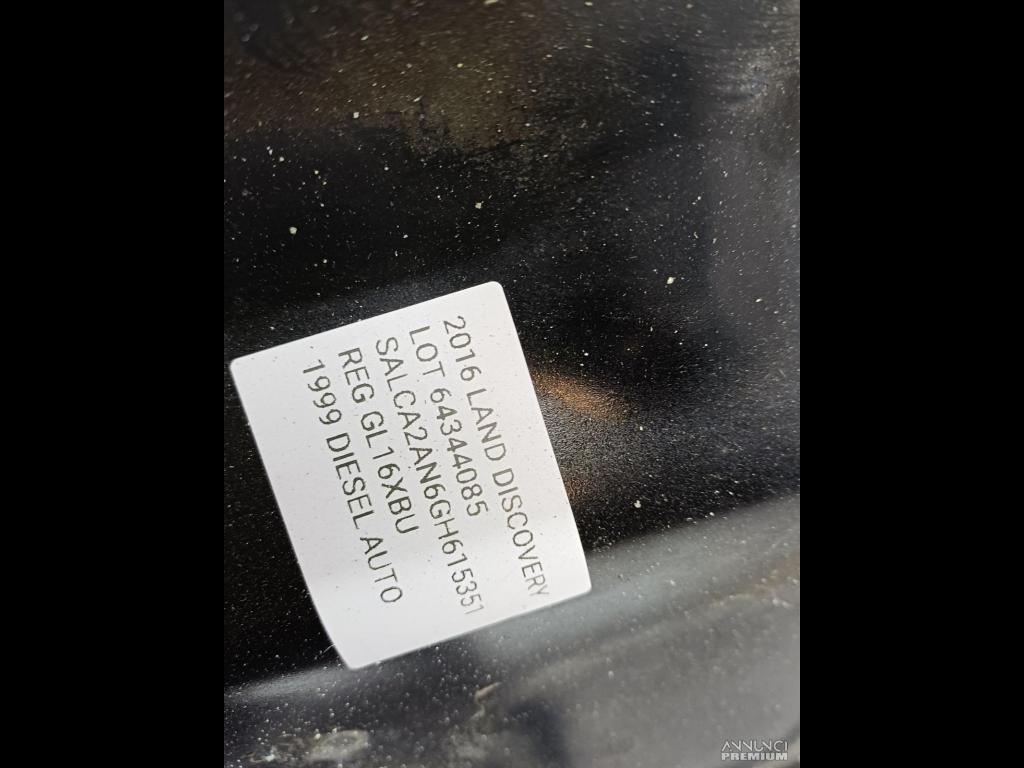 2016 LAND DISCOVERY
LOT 64344085
SALCA2AN6GH615351
REG GL16XBU
1999 DIESEL AUTO
ANNUNCI
PREMIUM